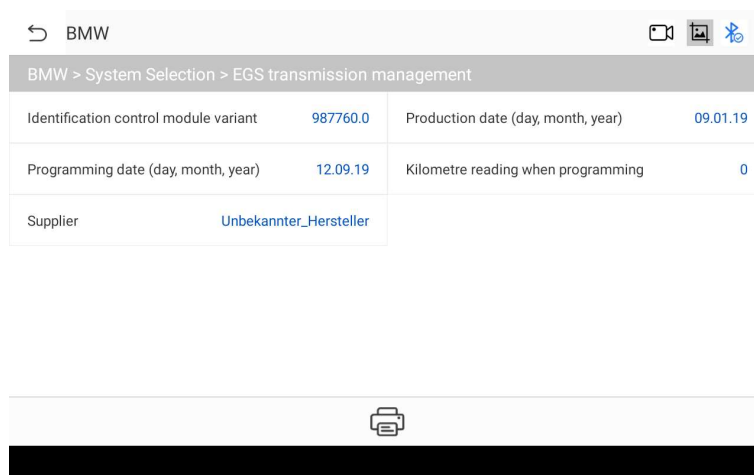 BMW
BMW > System Selection > EGS transmission management
Identification control module variant 987760.0 Production date (day, month, year) 09.01.19
Programming date (day, month, year) 12.09.19 Kilometre reading when programming 0
Supplier Unbekannter_Hersteller